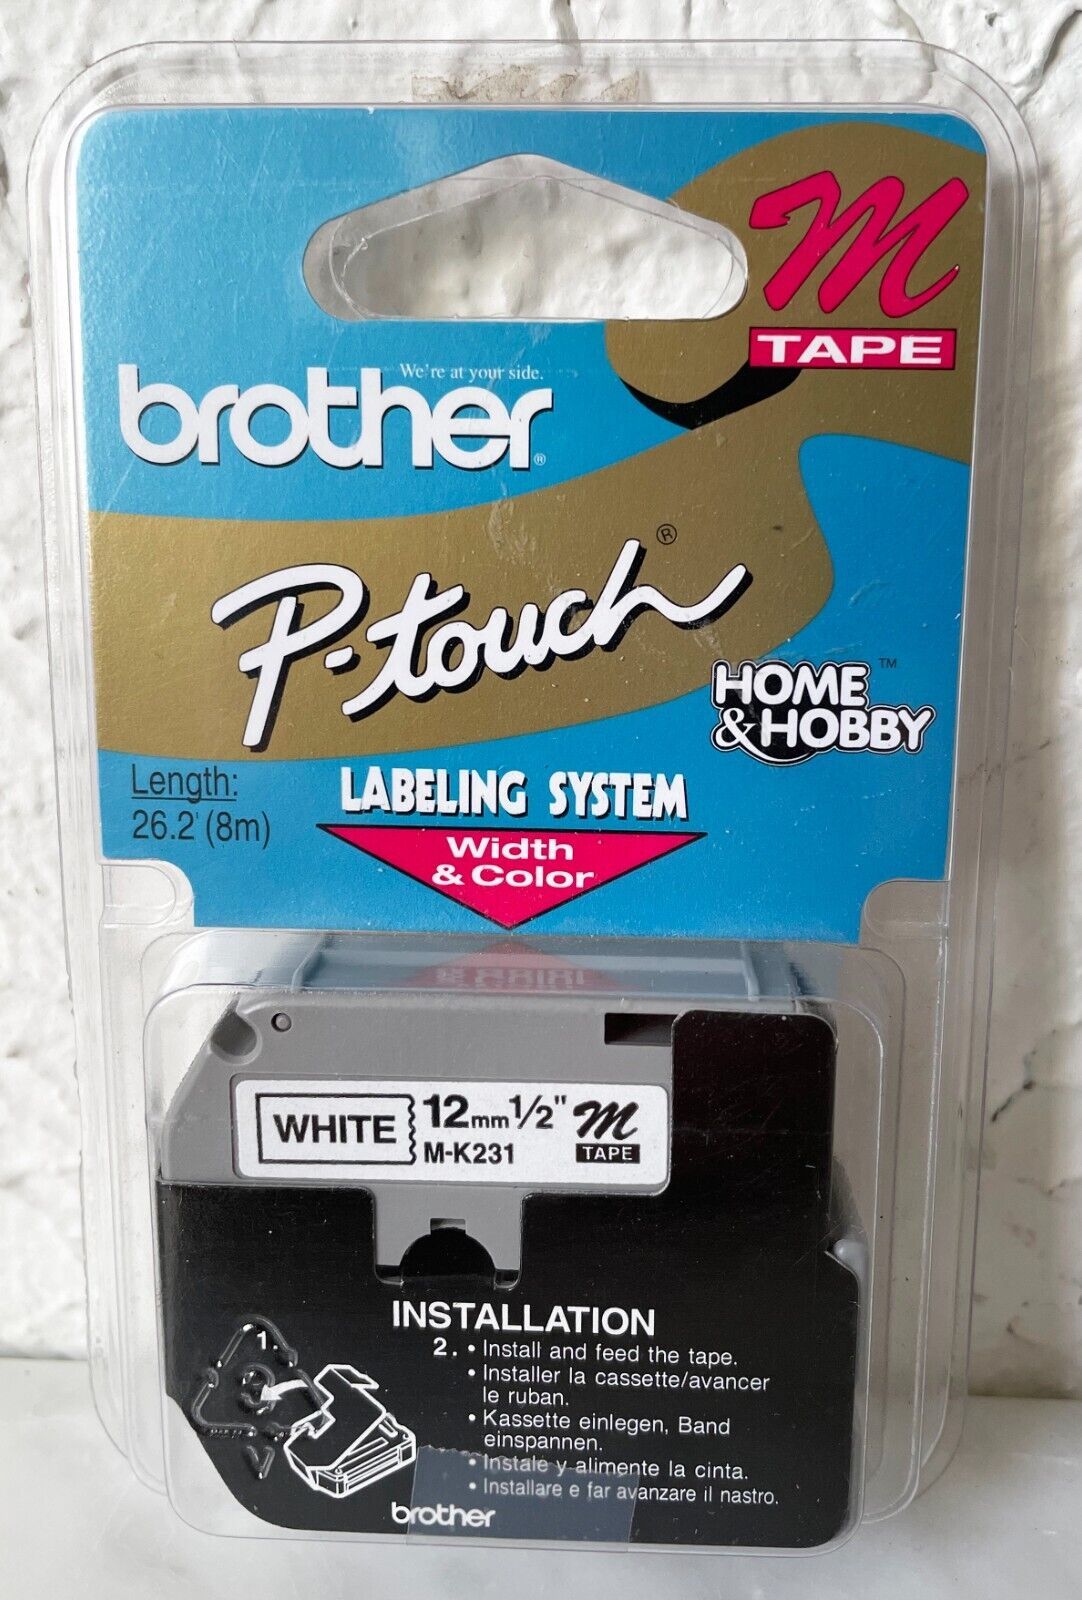 m
TAPE
We're at your side.
brother®
P-touch®
HOME™
& HOBBY
Length:
26.2' (8m)
LABELING SYSTEM
Width
& Color
WHITE
12mm 1/2"
M-K231
m
TAPE
INSTALLATION
1.
2. • Install and feed the tape.
• Installer la cassette/avancer
le ruban.
• Kassette einlegen, Band
einspannen.
• Instale y alimente la cinta.
• Installare e far avanzare il nastro.
brother